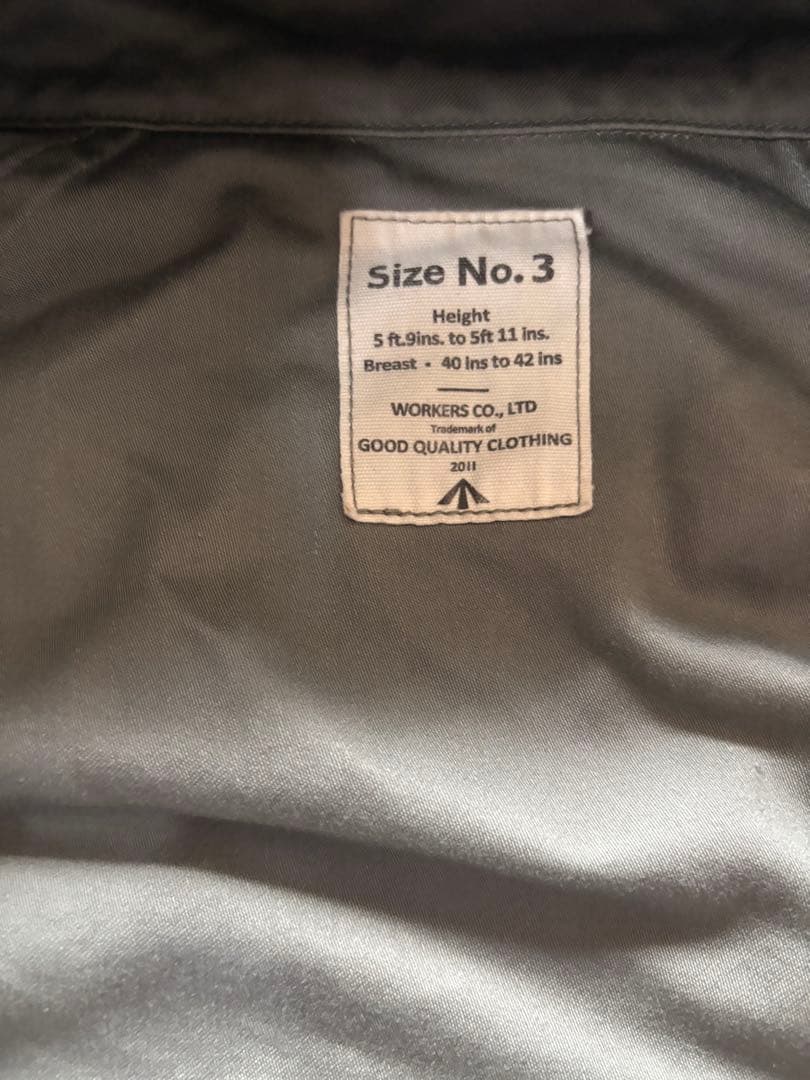 Size No. 3
Height
5 ft.9ins. to 5ft 11 ins.
Breast • 40 Ins to 42 ins
WORKERS CO., LTD
Trademark of
GOOD QUALITY CLOTHING
2011